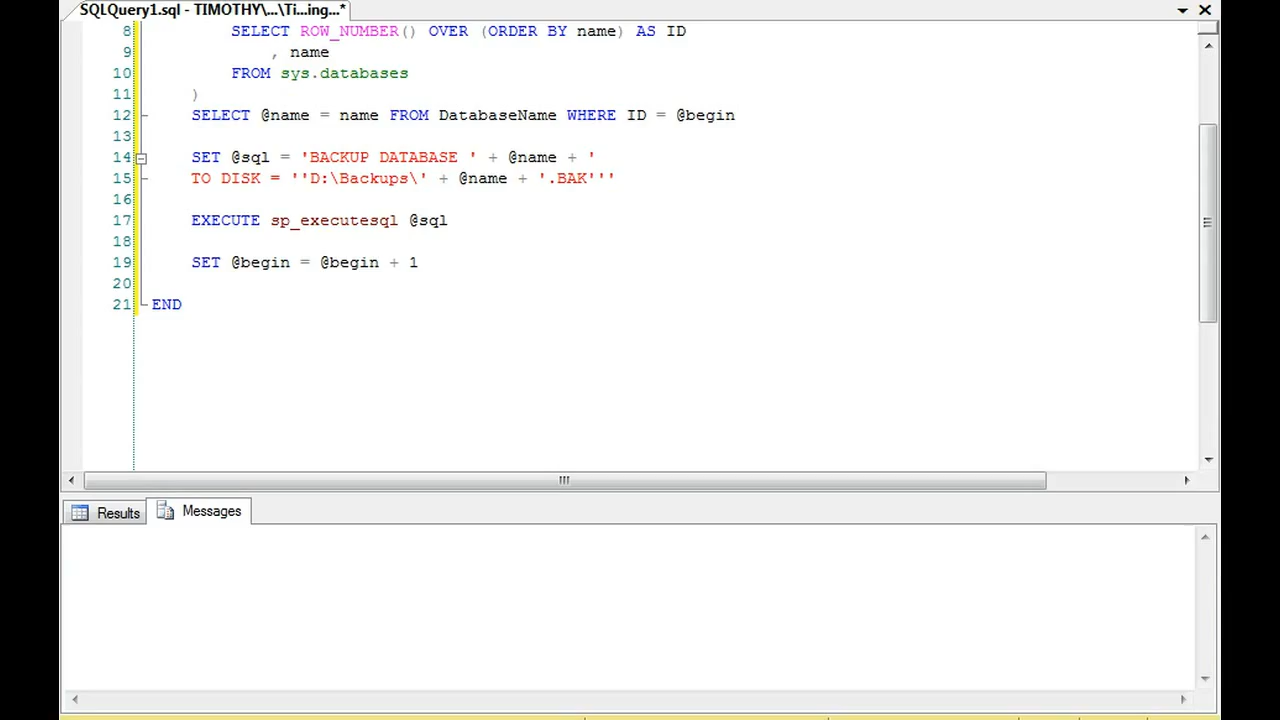 SQLQuery1.sql - TIMOTHY\...\Ti...ing...*
8 SELECT ROW_NUMBER() OVER (ORDER BY name) AS ID
9 , name
10 FROM sys.databases
11 )
12 SELECT @name = name FROM DatabaseName WHERE ID = @begin
13
14 SET @sql = 'BACKUP DATABASE ' + @name + '
15 TO DISK = ''D:\Backups\' + @name + '.BAK'''
16
17 EXECUTE sp_executesql @sql
18
19 SET @begin = @begin + 1
20
21 END
Results Messages